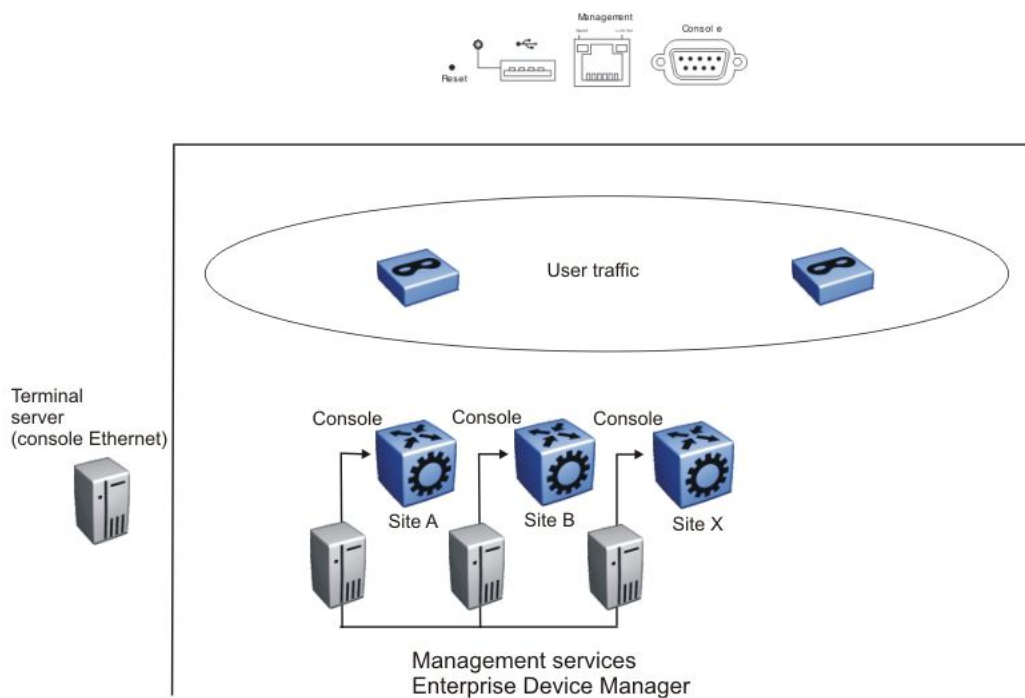 Management
Console
Reset
User traffic
Terminal
server
(console Ethernet)
Console
Console
Console
Site A
Site B
Site X
Management services
Enterprise Device Manager